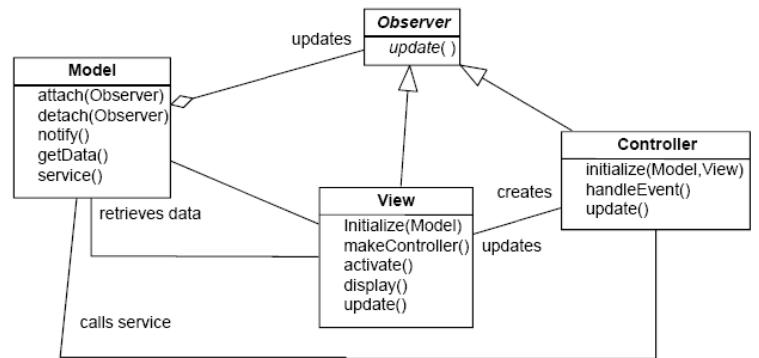 Observer
update( )
updates
Model
attach(Observer)
detach(Observer)
notify()
getData()
service()
Controller
initialize(Model,View)
handleEvent()
update()
creates
updates
View
Initialize(Model)
makeController()
activate()
display()
update()
retrieves data
calls service